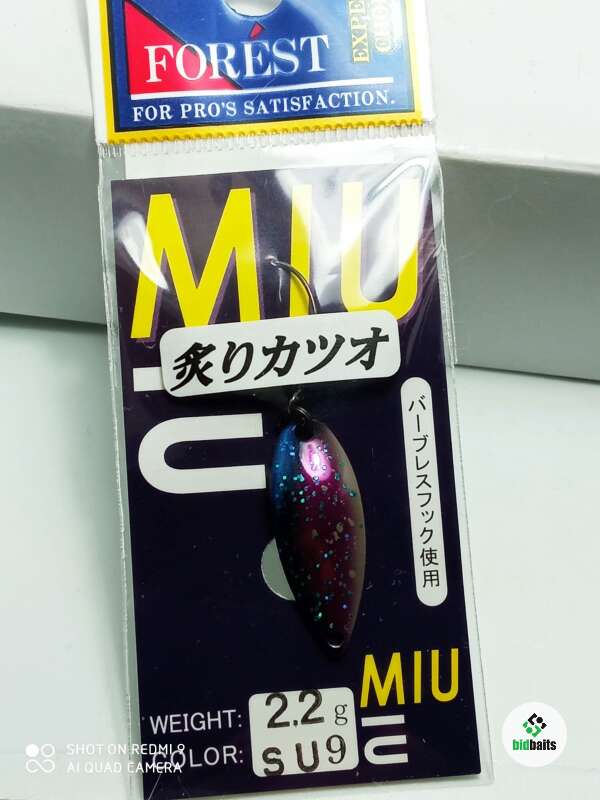 FORÉST
FOR PRO'S SATISFACTION.
MIU
炙りカツオ
バーブレスフック使用
MIU
WEIGHT: 2.2g
COLOR: SU9
SHOT ON REDMI 9
AI QUAD CAMERA
bidbaits